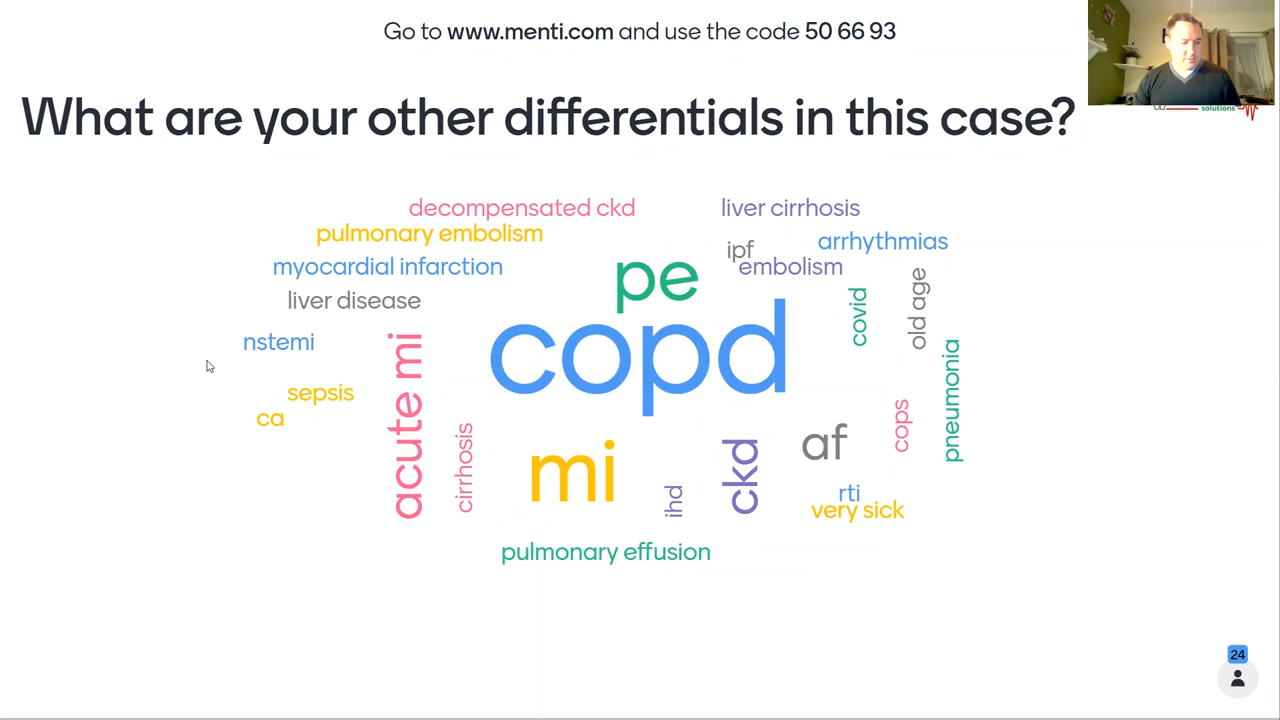 Go to www.menti.com and use the code 50 66 93
What are your other differentials in this case?
solutions
decompensated ckd
liver cirrhosis
pulmonary embolism
ipf
arrhythmias
myocardial infarction
pe
embolism
liver disease
copd
covid
old age
nstemi
acute mi
pneumonia
sepsis
ca
cirrhosis
mi
ihd
ckd
af
cops
rti
very sick
pulmonary effusion
24